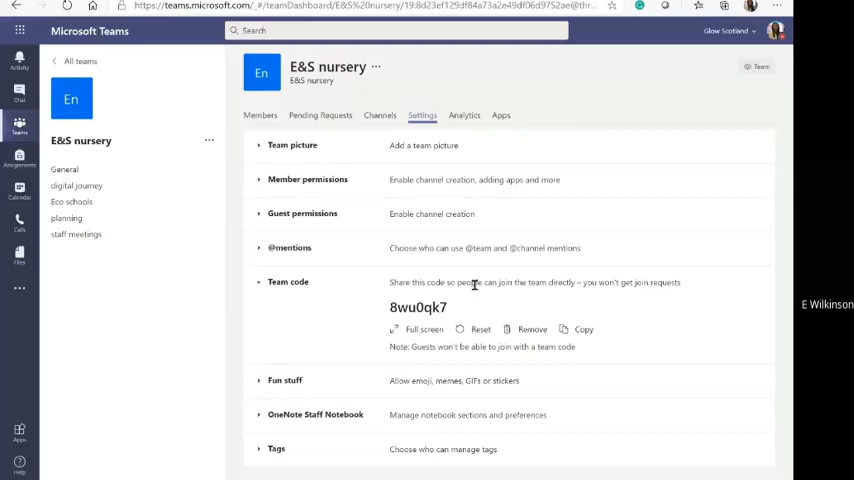 https://teams.microsoft.com/_#/teamDashboard/E&S%20nursery/19:8d23ef129df84a73a2e49df06d9752ae@thr...
Microsoft Teams
Search
Glow Scotland
Activity
Chat
Teams
Assignments
Calendar
Calls
Files
Apps
Help
All teams
En
E&S nursery
General
digital journey
Eco schools
planning
staff meetings
En
E&S nursery
E&S nursery
Team
Members Pending Requests Channels Settings Analytics Apps
Team picture Add a team picture
Member permissions Enable channel creation, adding apps and more
Guest permissions Enable channel creation
@mentions Choose who can use @team and @channel mentions
Team code Share this code so people can join the team directly – you won't get join requests
8wu0qk7
Full screen Reset Remove Copy
Note: Guests won't be able to join with a team code
Fun stuff Allow emoji, memes, GIFs or stickers
OneNote Staff Notebook Manage notebook sections and preferences
Tags Choose who can manage tags
E Wilkinson